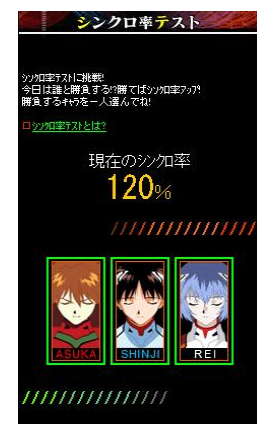 シンクロ率テスト
シンクロ率テストに挑戦!
今日は誰と勝負する!?勝てばシンクロ率アップ!
勝負するキャラを一人選んでね!
シンクロ率テストとは?
現在のシンクロ率
120%
ASUKA SHINJI REI